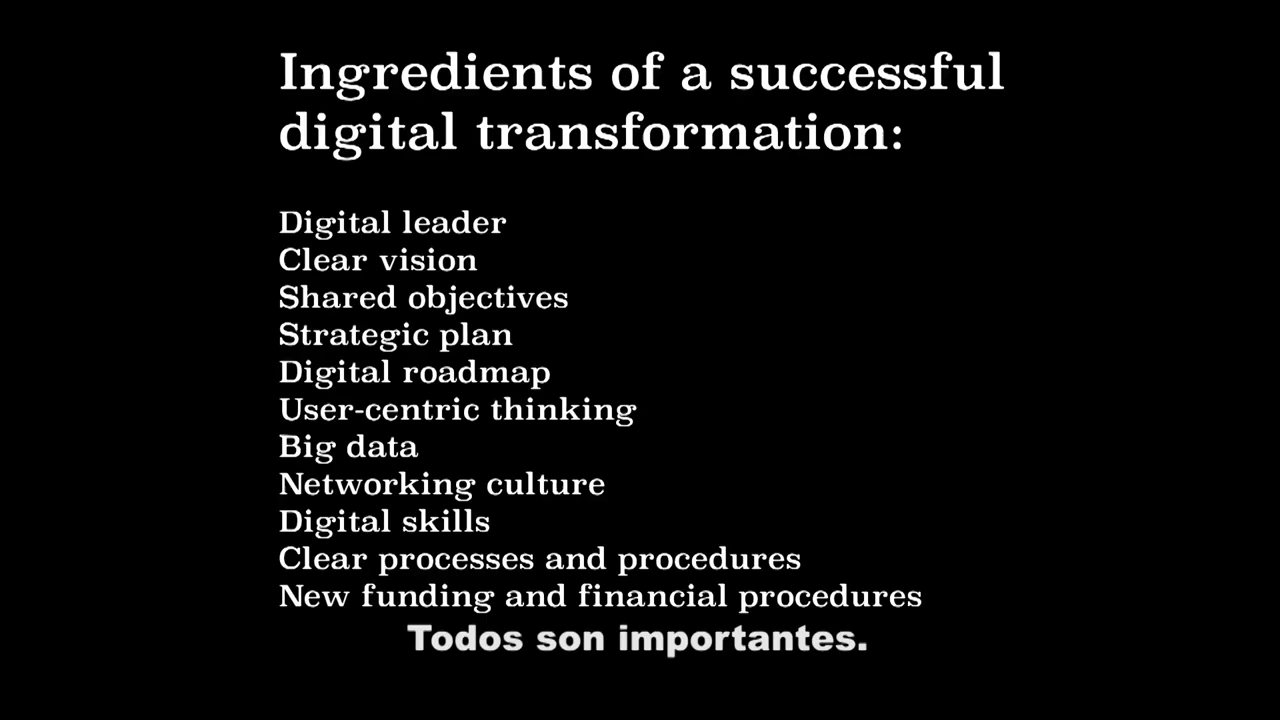 Ingredients of a successful
digital transformation:
Digital leader
Clear vision
Shared objectives
Strategic plan
Digital roadmap
User-centric thinking
Big data
Networking culture
Digital skills
Clear processes and procedures
New funding and financial procedures
Todos son importantes.